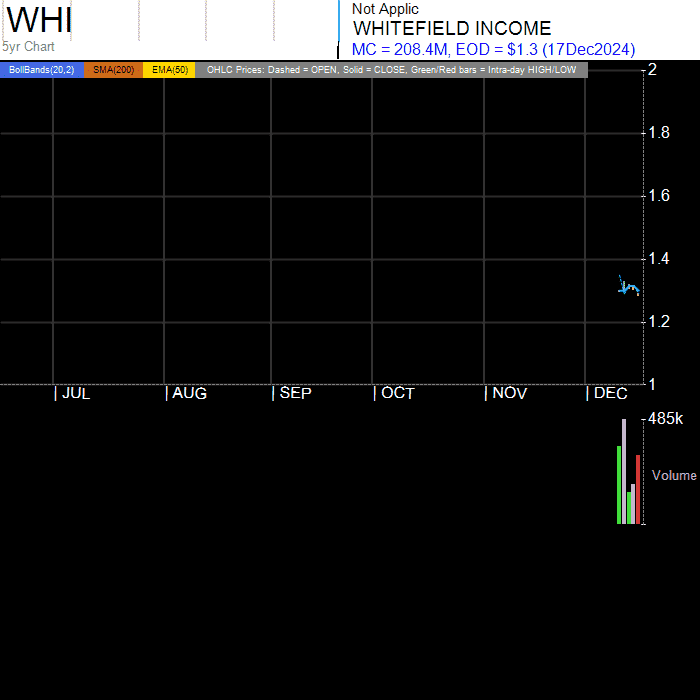 WHI
5yr Chart
Not Applic
WHITEFIELD INCOME
MC = 208.4M, EOD = $1.3 (17Dec2024)
BollBands(20,2) SMA(200) EMA(50) OHLC Prices: Dashed = OPEN, Solid = CLOSE, Green/Red bars = Intra-day HIGH/LOW
2
1.8
1.6
1.4
1.2
1
| JUL | AUG | SEP | OCT | NOV | DEC
485k
Volume